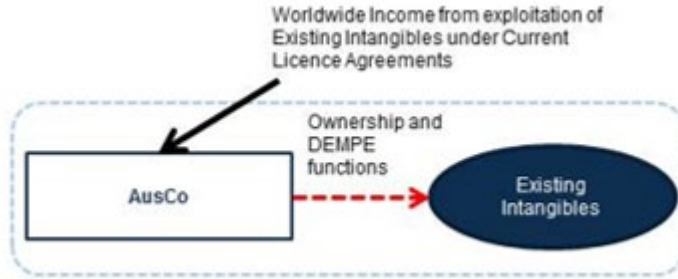 Worldwide Income from exploitation of
Existing Intangibles under Current
Licence Agreements
Ownership and
DEMPE
functions
AusCo
Existing
Intangibles